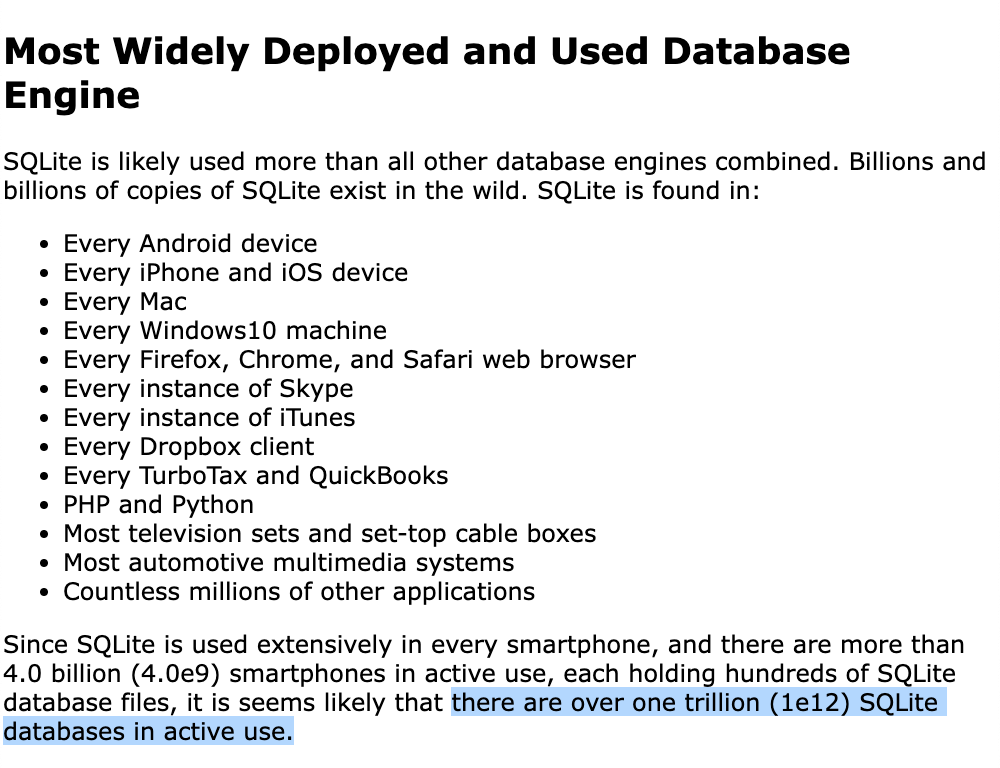 Most Widely Deployed and Used Database
Engine
SQLite is likely used more than all other database engines combined. Billions and
billions of copies of SQLite exist in the wild. SQLite is found in:
• Every Android device
• Every iPhone and iOS device
• Every Mac
• Every Windows10 machine
• Every Firefox, Chrome, and Safari web browser
• Every instance of Skype
• Every instance of iTunes
• Every Dropbox client
• Every TurboTax and QuickBooks
• PHP and Python
• Most television sets and set-top cable boxes
• Most automotive multimedia systems
• Countless millions of other applications
Since SQLite is used extensively in every smartphone, and there are more than
4.0 billion (4.0e9) smartphones in active use, each holding hundreds of SQLite
database files, it is seems likely that there are over one trillion (1e12) SQLite
databases in active use.